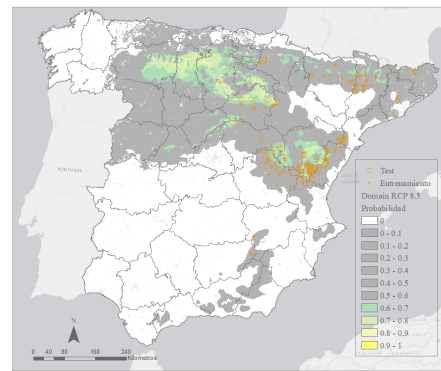 PORTUGAL
Test
Entrenamiento
Domain RCP 8.5
Probabilidad
0
0 - 0.1
0.1 - 0.2
0.2 - 0.3
0.3 - 0.4
0.4 - 0.5
0.5 - 0.6
0.6 - 0.7
0.7 - 0.8
0.8 - 0.9
0.9 - 1
N
0 40 80 160 240
Kilometros